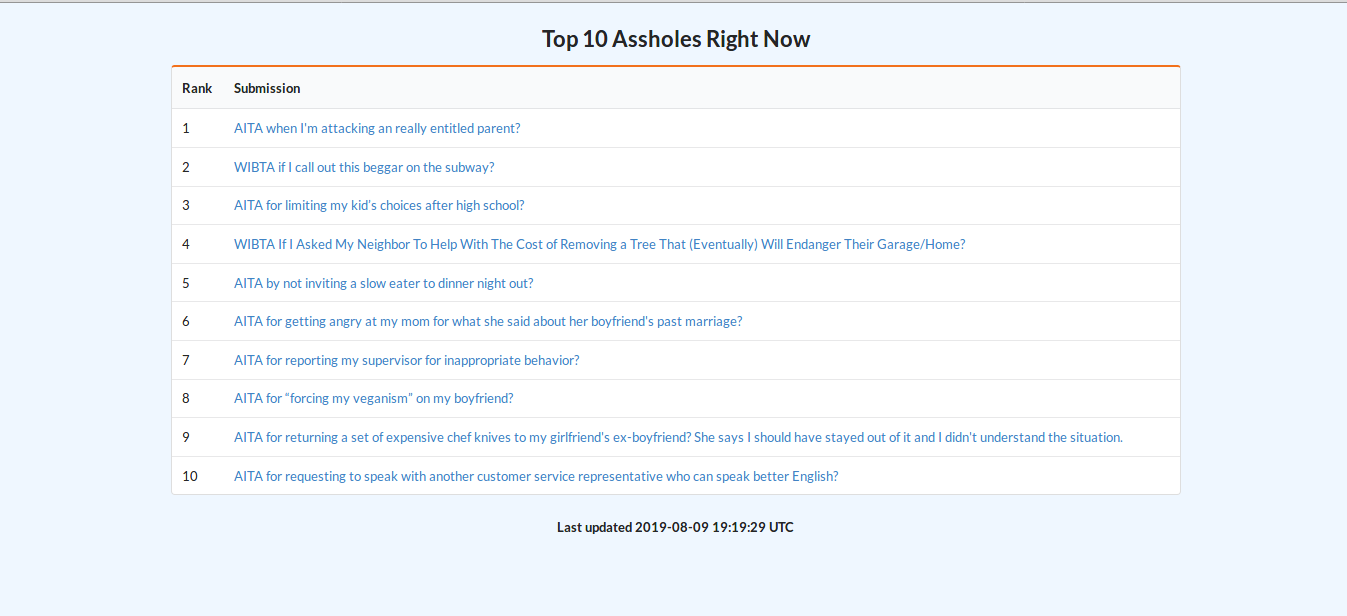 Top 10 Assholes Right Now
Rank Submission
1 AITA when I'm attacking an really entitled parent?
2 WIBTA if I call out this beggar on the subway?
3 AITA for limiting my kid's choices after high school?
4 WIBTA If I Asked My Neighbor To Help With The Cost of Removing a Tree That (Eventually) Will Endanger Their Garage/Home?
5 AITA by not inviting a slow eater to dinner night out?
6 AITA for getting angry at my mom for what she said about her boyfriend's past marriage?
7 AITA for reporting my supervisor for inappropriate behavior?
8 AITA for “forcing my veganism” on my boyfriend?
9 AITA for returning a set of expensive chef knives to my girlfriend's ex-boyfriend? She says I should have stayed out of it and I didn't understand the situation.
10 AITA for requesting to speak with another customer service representative who can speak better English?
Last updated 2019-08-09 19:19:29 UTC